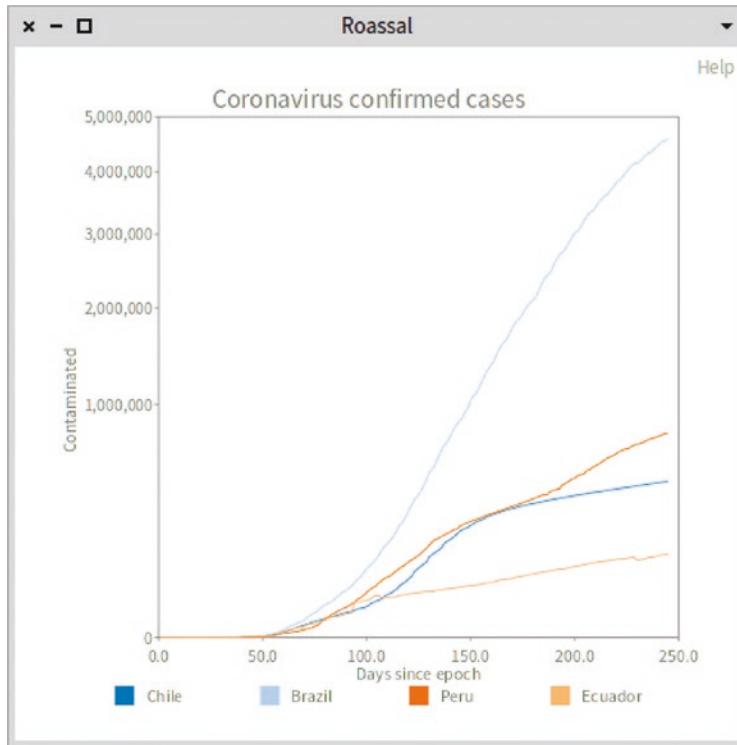 Roassal
Help
Coronavirus confirmed cases
5,000,000
4,000,000
3,000,000
2,000,000
1,000,000
0
Contaminated
0.0 50.0 100.0 150.0 200.0 250.0
Days since epoch
Chile Brazil Peru Ecuador